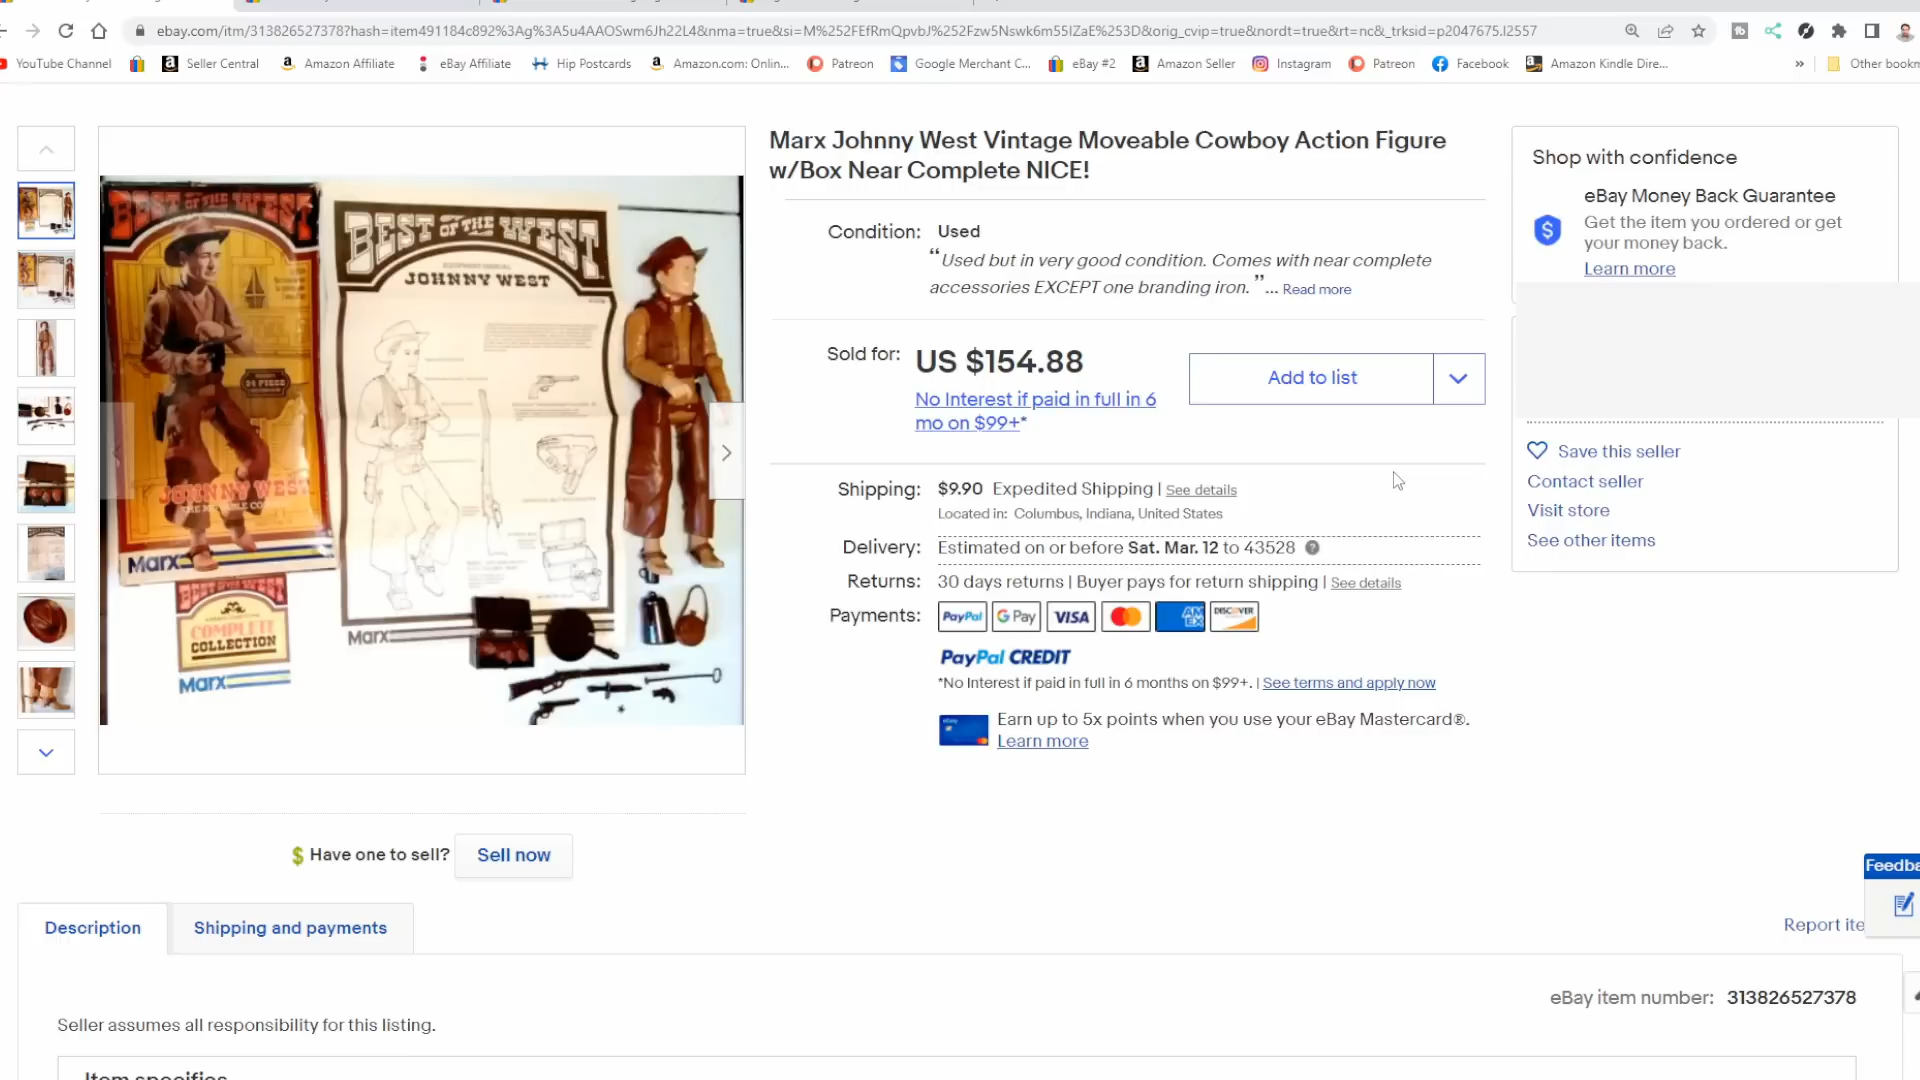 ebay.com/itm/313826527378?hash=item491184c892%3Ag%3A5u4AAOSwm6Jh22L4&nma=true&si=M%252FEfRmQpvbJ%252Fzw5Nswk6m55IZaE%253D&orig_cvip=true&nordt=true&rt=nc&_trksid=p2047675.l2557
YouTube Channel Seller Central Amazon Affiliate eBay Affiliate Hip Postcards Amazon.com: Onlin... Patreon Google Merchant C... eBay #2 Amazon Seller Instagram Patreon Facebook Amazon Kindle Dire... » Other bookm
Marx Johnny West Vintage Moveable Cowboy Action Figure
w/Box Near Complete NICE!
Condition: Used
“Used but in very good condition. Comes with near complete
accessories EXCEPT one branding iron. ”... Read more
Sold for: US $154.88
No Interest if paid in full in 6
mo on $99+*
Add to list
Shipping: $9.90 Expedited Shipping | See details
Located in: Columbus, Indiana, United States
Delivery: Estimated on or before Sat. Mar. 12 to 43528
Returns: 30 days returns | Buyer pays for return shipping | See details
Payments: PayPal G Pay VISA AM EX DISCOVER
PayPal CREDIT
*No Interest if paid in full in 6 months on $99+. | See terms and apply now
Earn up to 5x points when you use your eBay Mastercard®.
Learn more
Shop with confidence
eBay Money Back Guarantee
Get the item you ordered or get
your money back.
Learn more
Save this seller
Contact seller
Visit store
See other items
BEST OF THE WEST
JOHNNY WEST
Marx
BEST OF THE WEST
COMPLETE
COLLECTION
Marx
BEST OF THE WEST
JOHNNY WEST
Marx
$ Have one to sell? Sell now
Feedba
Description Shipping and payments
Report ite
eBay item number: 313826527378
Seller assumes all responsibility for this listing.
Item specifics